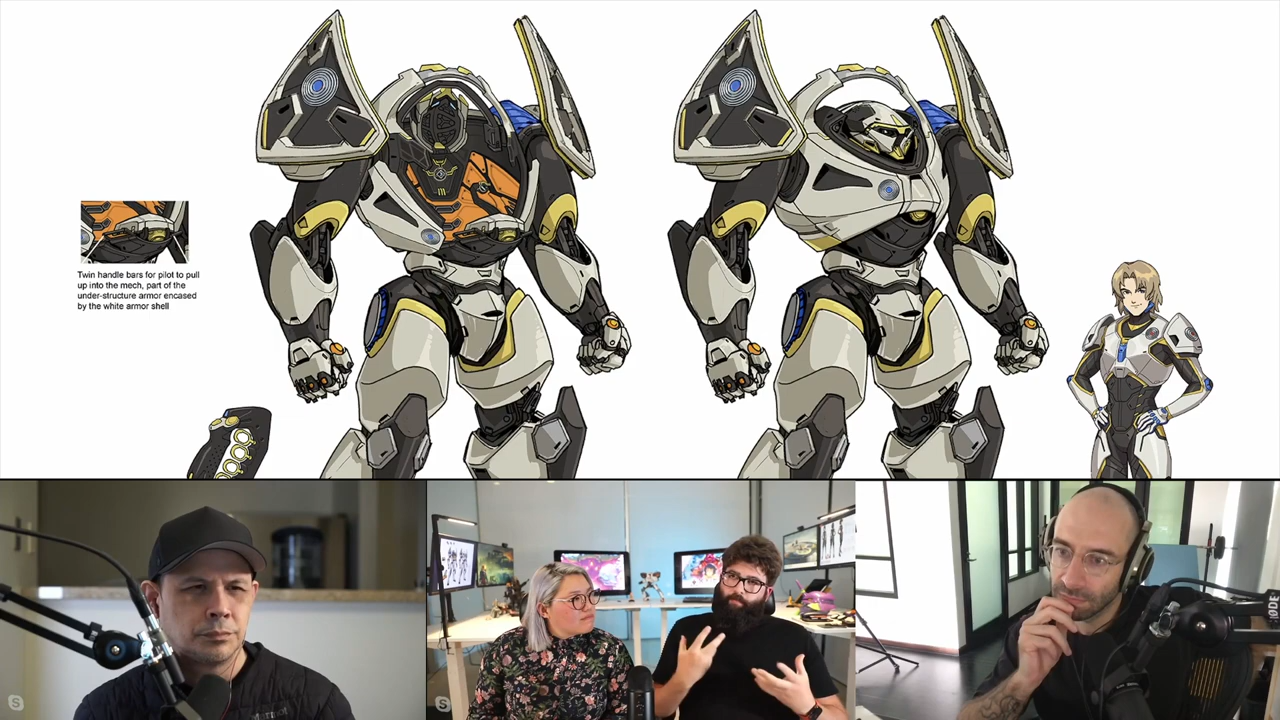 Twin handle bars for pilot to pull
up into the mech, part of the
under-structure armor encased
by the white armor shell
RØDE